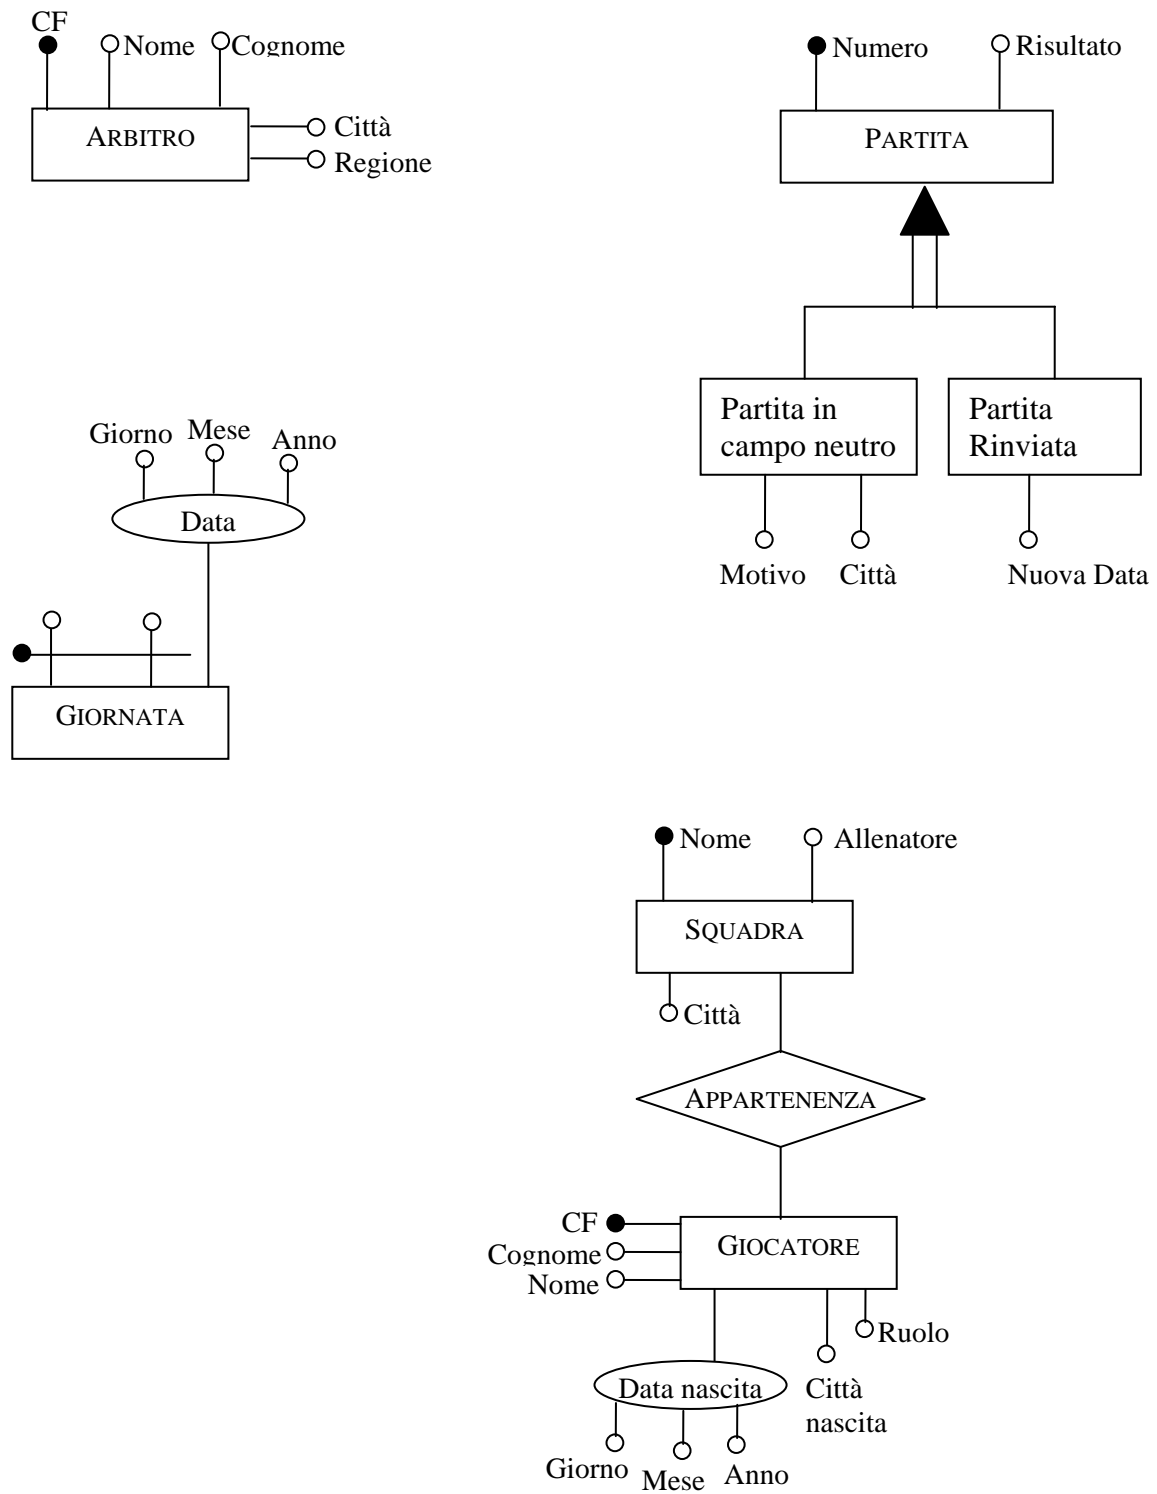 CF
Nome
Cognome
ARBITRO
Città
Regione
Numero
Risultato
PARTITA
Partita in
campo neutro
Partita
Rinviata
Motivo
Città
Nuova Data
Giorno
Mese
Anno
Data
GIORNATA
Nome
Allenatore
SQUADRA
Città
APPARTENENZA
CF
Cognome
Nome
GIOCATORE
Ruolo
Città
nascita
Data nascita
Giorno
Mese
Anno